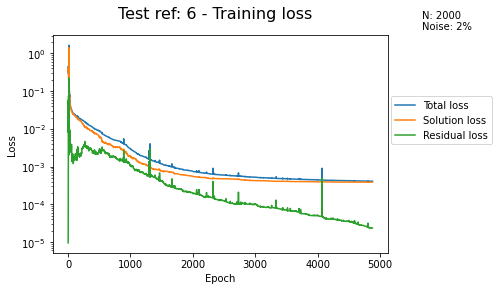 Test ref: 6 - Training loss
N: 2000
Noise: 2%
Loss
10⁰
10⁻¹
10⁻²
10⁻³
10⁻⁴
10⁻⁵
Total loss
Solution loss
Residual loss
0 1000 2000 3000 4000 5000
Epoch